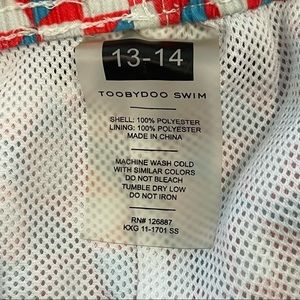 13-14
TOOBYDOO SWIM
SHELL: 100% POLYESTER
LINING: 100% POLYESTER
MADE IN CHINA
MACHINE WASH COLD
WITH SIMILAR COLORS
DO NOT BLEACH
TUMBLE DRY LOW
DO NOT IRON
RN# 126887
KXG 11-1701 SS